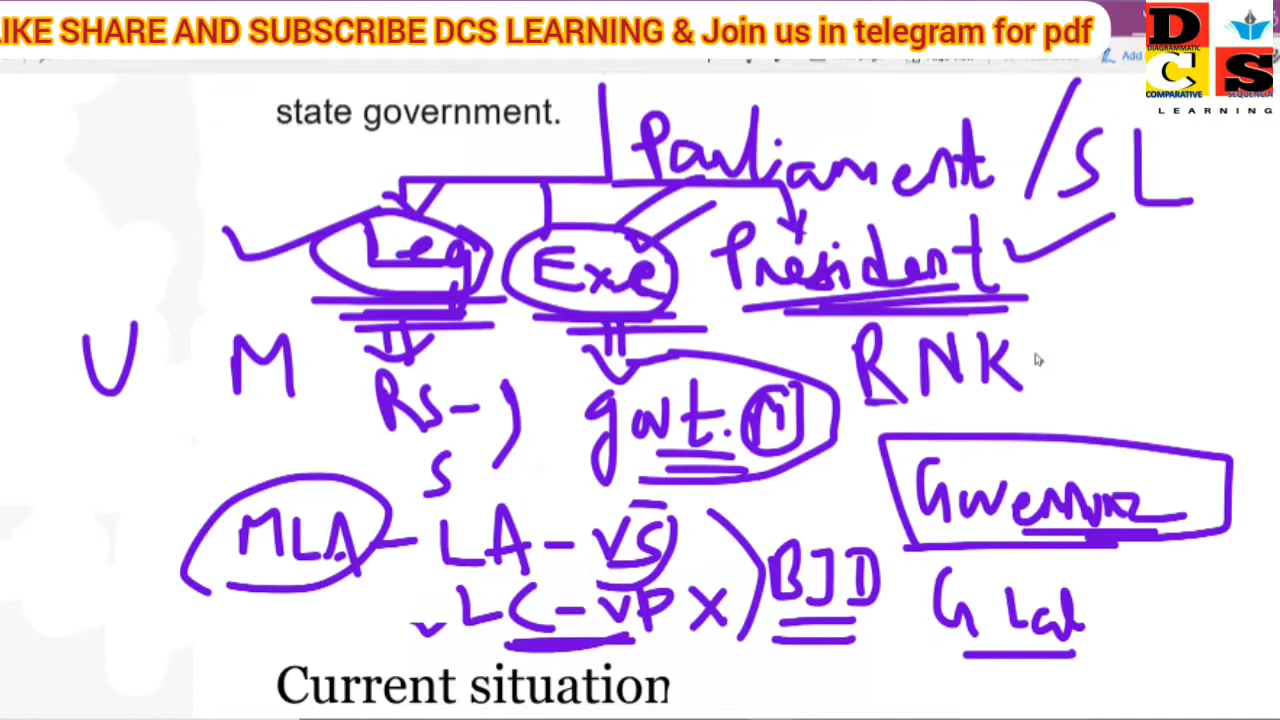 LIKE SHARE AND SUBSCRIBE DCS LEARNING & Join us in telegram for pdf
D C S
DIAGRAMMATIC
COMPARATIVE
LEARNING
Add
state government.
Parliament / SL
Leg Exe President
U M RNK
RS - govt. M
S
Governor
MLA - LA - VS
LC - VP X BJD
G Lal
Current situation